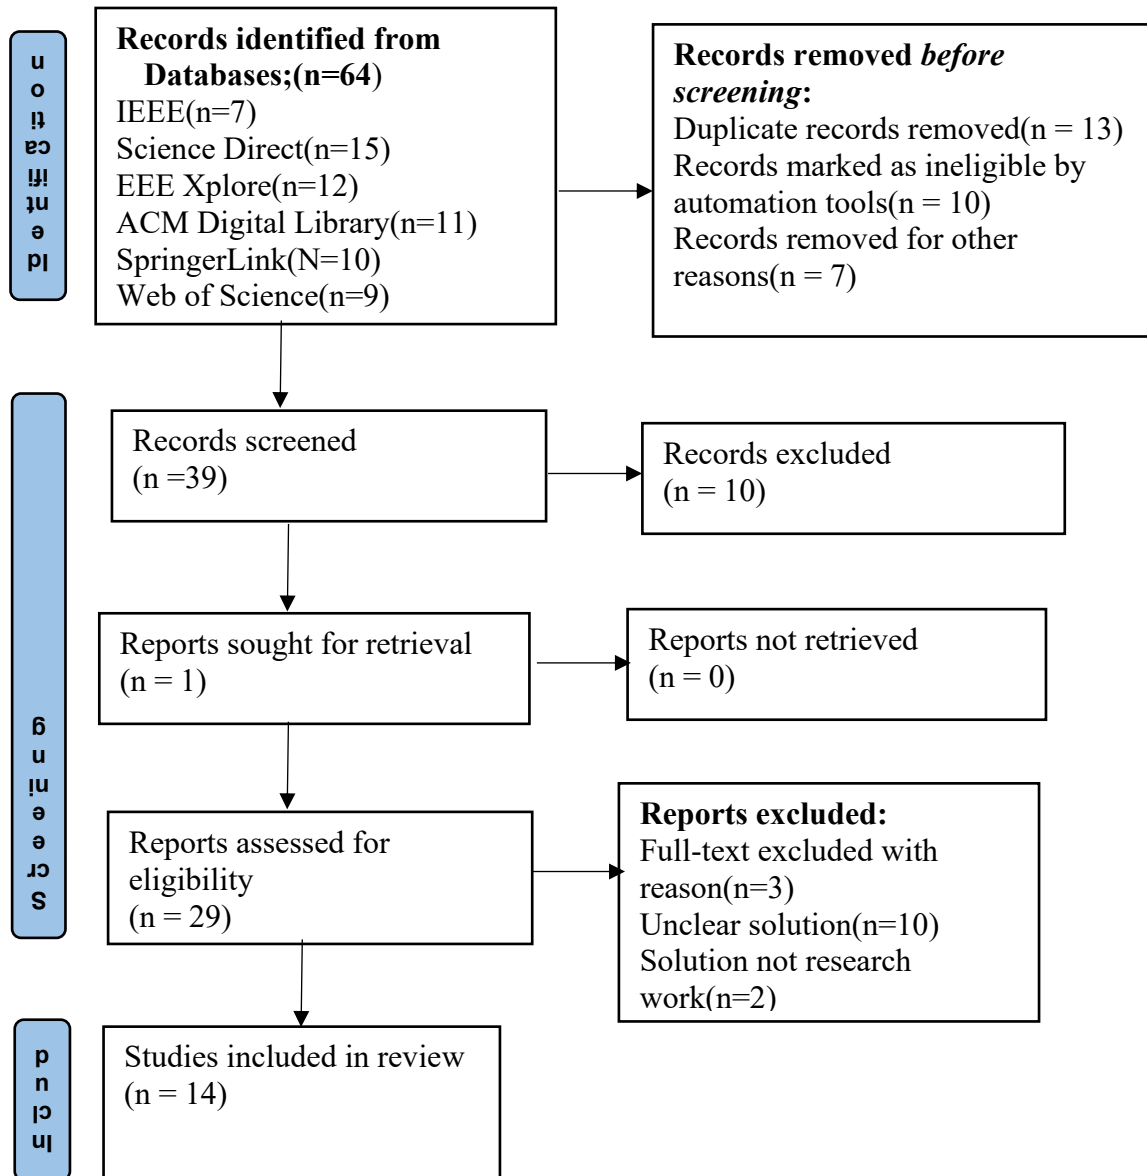 Identification
Records identified from
Databases;(n=64)
IEEE(n=7)
Science Direct(n=15)
EEE Xplore(n=12)
ACM Digital Library(n=11)
SpringerLink(N=10)
Web of Science(n=9)
Records removed before
screening:
Duplicate records removed(n = 13)
Records marked as ineligible by
automation tools(n = 10)
Records removed for other
reasons(n = 7)
Screening
Records screened
(n =39)
Records excluded
(n = 10)
Reports sought for retrieval
(n = 1)
Reports not retrieved
(n = 0)
Reports assessed for
eligibility
(n = 29)
Reports excluded:
Full-text excluded with
reason(n=3)
Unclear solution(n=10)
Solution not research
work(n=2)
Includ
Studies included in review
(n = 14)